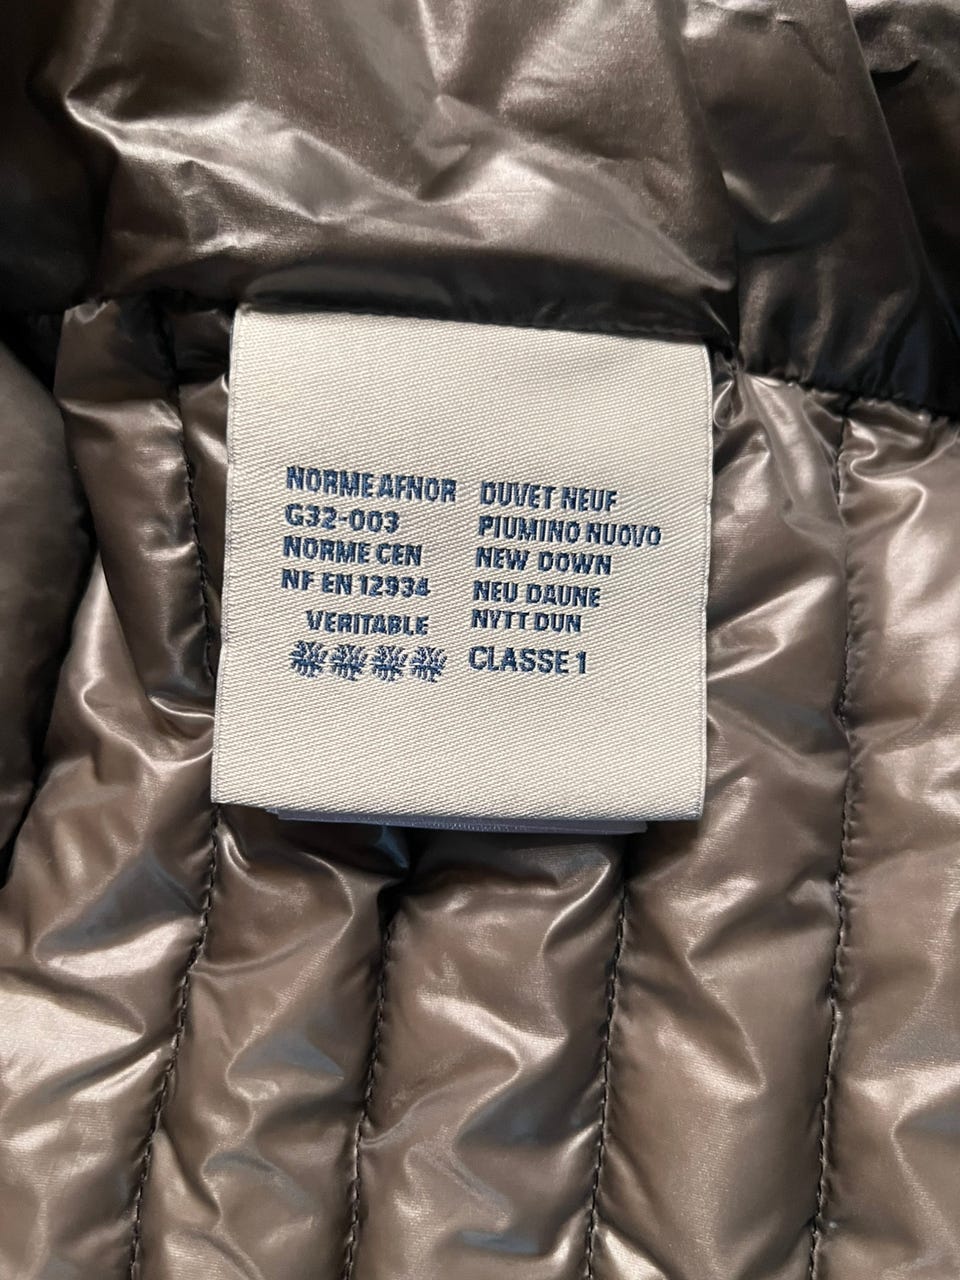 NORME AFNOR
G32-003
NORME CEN
NF EN 12934
VERITABLE
DUVET NEUF
PIUMINO NUOVO
NEW DOWN
NEU DAUNE
NYTT DUN
CLASSE 1